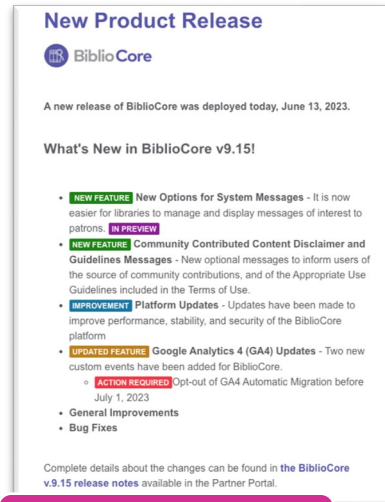 New Product Release
BiblioCore
A new release of BiblioCore was deployed today, June 13, 2023.
What's New in BiblioCore v9.15!
• NEW FEATURE New Options for System Messages - It is now
easier for libraries to manage and display messages of interest to
patrons. IN PREVIEW
• NEW FEATURE Community Contributed Content Disclaimer and
Guidelines Messages - New optional messages to inform users of
the source of community contributions, and of the Appropriate Use
Guidelines included in the Terms of Use.
• IMPROVEMENT Platform Updates - Updates have been made to
improve performance, stability, and security of the BiblioCore
platform
• UPDATED FEATURE Google Analytics 4 (GA4) Updates - Two new
custom events have been added for BiblioCore.
○ ACTION REQUIRED Opt-out of GA4 Automatic Migration before
July 1, 2023
• General Improvements
• Bug Fixes
Complete details about the changes can be found in the BiblioCore
v.9.15 release notes available in the Partner Portal.